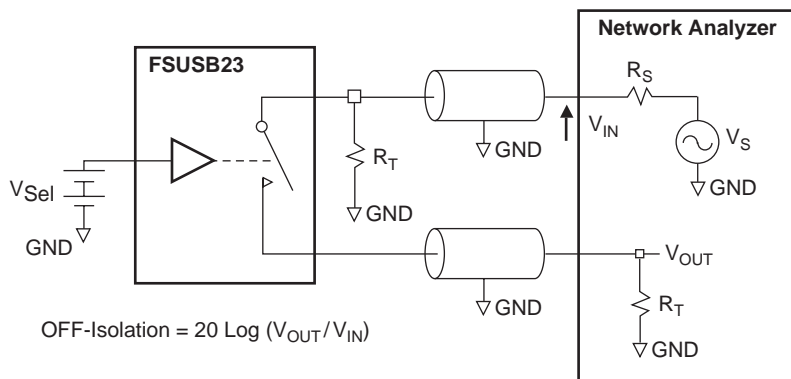 Network Analyzer
FSUSB23
R_S
V_IN
V_S
GND
GND
R_T
V_Sel
GND
GND
V_OUT
GND
R_T
GND
OFF-Isolation = 20 Log (V_OUT / V_IN)